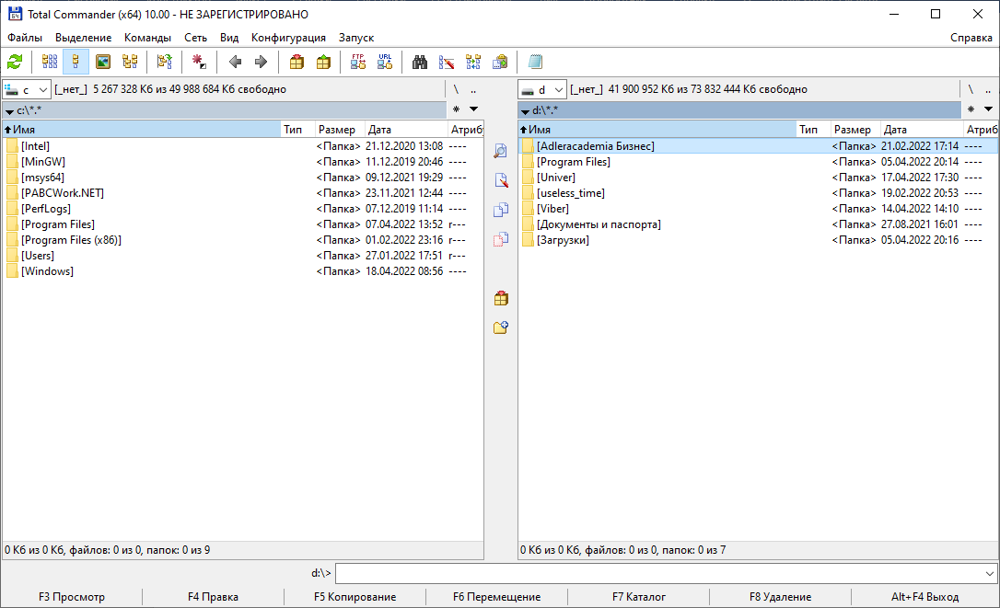 Total Commander (x64) 10.00 - НЕ ЗАРЕГИСТРИРОВАНО
Файлы Выделение Команды Сеть Вид Конфигурация Запуск Справка
FTP URL
c [_нет_] 5 267 328 Кб из 49 988 684 Кб свободно \ ..
c:\*.* * 
Имя Тип Размер Дата Атрибу
[Intel] <Папка> 21.12.2020 13:08 ----
[MinGW] <Папка> 11.12.2019 20:46 ----
[msys64] <Папка> 09.12.2021 19:29 ----
[PABCWork.NET] <Папка> 23.11.2021 12:44 ----
[PerfLogs] <Папка> 07.12.2019 11:14 ----
[Program Files] <Папка> 07.04.2022 13:52 r---
[Program Files (x86)] <Папка> 01.02.2022 23:16 r---
[Users] <Папка> 27.01.2022 17:51 r---
[Windows] <Папка> 18.04.2022 08:56 ----
0 Кб из 0 Кб, файлов: 0 из 0, папок: 0 из 9
d [_нет_] 41 900 952 Кб из 73 832 444 Кб свободно \ ..
d:\*.* *
Имя Тип Размер Дата Атриб
[Adleracademia Бизнес] <Папка> 21.02.2022 17:14 ----
[Program Files] <Папка> 05.04.2022 20:14 ----
[Univer] <Папка> 17.04.2022 17:30 ----
[useless_time] <Папка> 19.02.2022 20:53 ----
[Viber] <Папка> 14.04.2022 14:10 ----
[Документы и паспорта] <Папка> 27.08.2021 16:01 ----
[Загрузки] <Папка> 05.04.2022 20:16 ----
0 Кб из 0 Кб, файлов: 0 из 0, папок: 0 из 7
d:\>
F3 Просмотр F4 Правка F5 Копирование F6 Перемещение F7 Каталог F8 Удаление Alt+F4 Выход